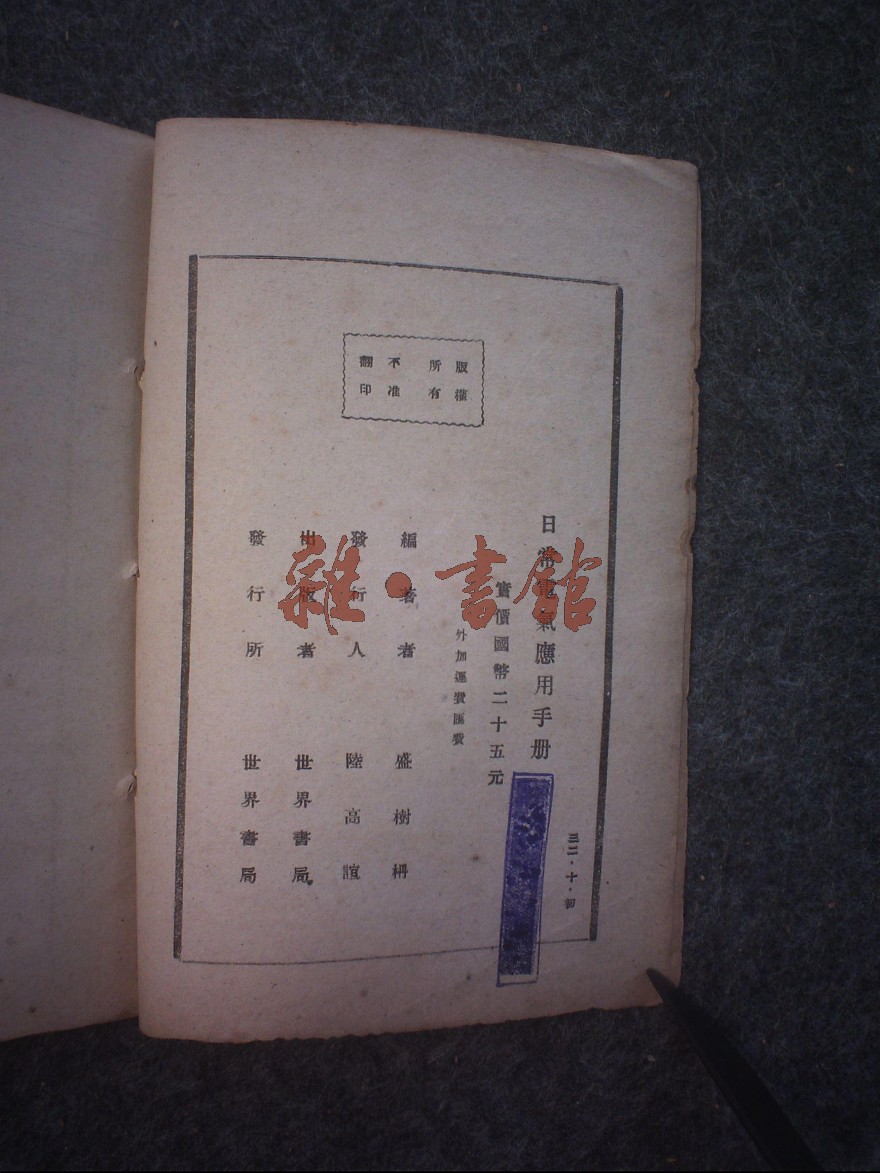 版權
所有
不准
翻印
三二・十・初
日常電氣應用手册
實價國幣二十五元
外加運費匯費
編著者 盛樹柟
發行人 陸高誼
出版者 世界書局
發行所 世界書局
雜・書館